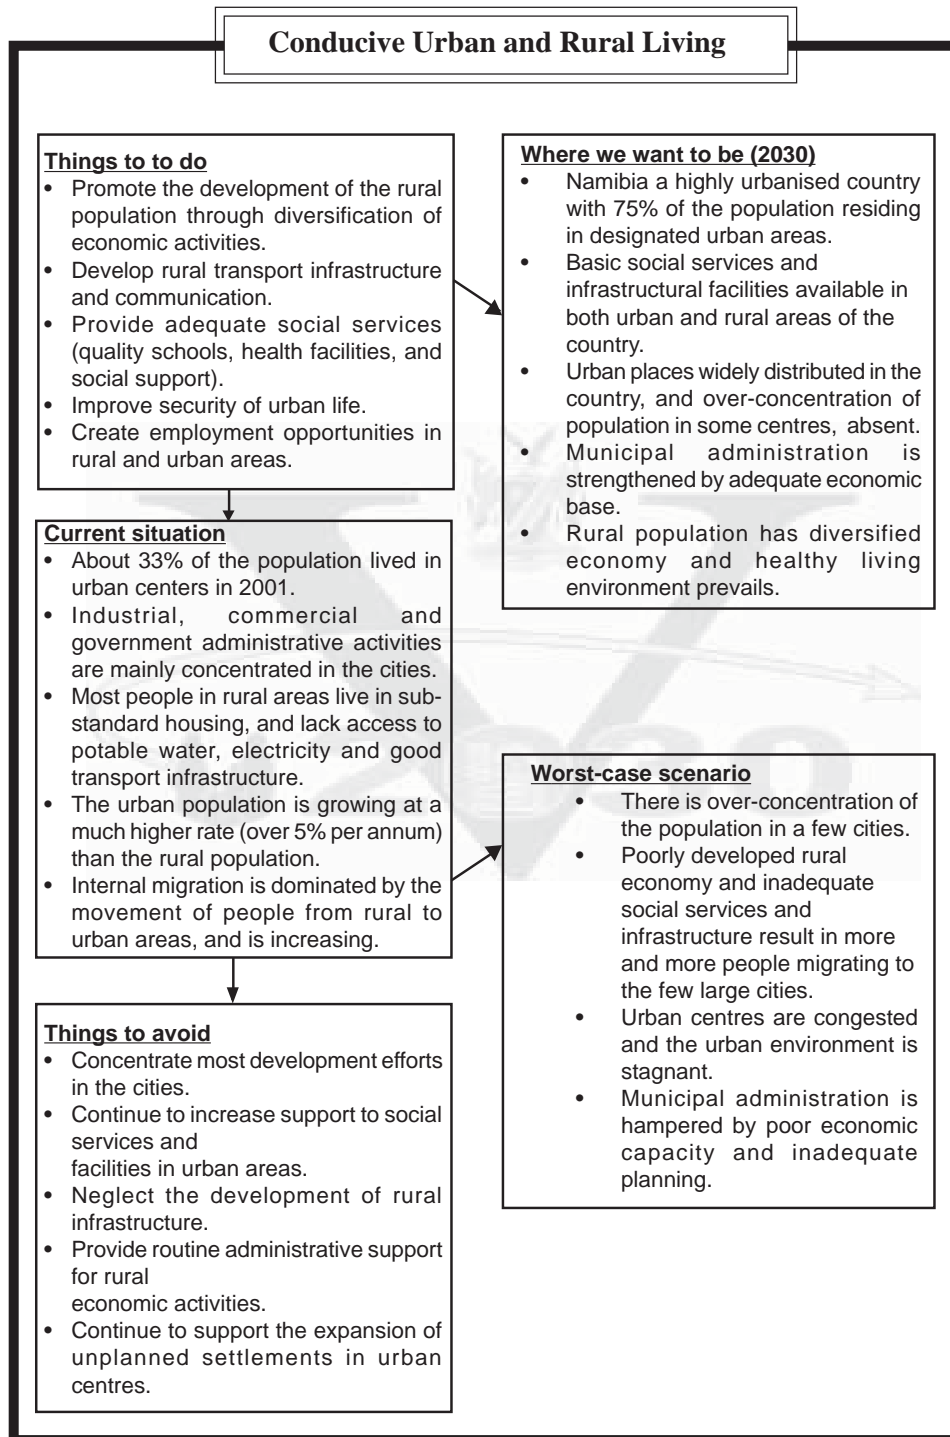 Conducive Urban and Rural Living
Things to to do
• Promote the development of the rural
population through diversification of
economic activities.
• Develop rural transport infrastructure
and communication.
• Provide adequate social services
(quality schools, health facilities, and
social support).
• Improve security of urban life.
• Create employment opportunities in
rural and urban areas.
Current situation
• About 33% of the population lived in
urban centers in 2001.
• Industrial, commercial and
government administrative activities
are mainly concentrated in the cities.
• Most people in rural areas live in sub-
standard housing, and lack access to
potable water, electricity and good
transport infrastructure.
• The urban population is growing at a
much higher rate (over 5% per annum)
than the rural population.
• Internal migration is dominated by the
movement of people from rural to
urban areas, and is increasing.
Things to avoid
• Concentrate most development efforts
in the cities.
• Continue to increase support to social
services and
facilities in urban areas.
• Neglect the development of rural
infrastructure.
• Provide routine administrative support
for rural
economic activities.
• Continue to support the expansion of
unplanned settlements in urban
centres.
Where we want to be (2030)
• Namibia a highly urbanised country
with 75% of the population residing
in designated urban areas.
• Basic social services and
infrastructural facilities available in
both urban and rural areas of the
country.
• Urban places widely distributed in the
country, and over-concentration of
population in some centres, absent.
• Municipal administration is
strengthened by adequate economic
base.
• Rural population has diversified
economy and healthy living
environment prevails.
Worst-case scenario
• There is over-concentration of
the population in a few cities.
• Poorly developed rural
economy and inadequate
social services and
infrastructure result in more
and more people migrating to
the few large cities.
• Urban centres are congested
and the urban environment is
stagnant.
• Municipal administration is
hampered by poor economic
capacity and inadequate
planning.
V
2030